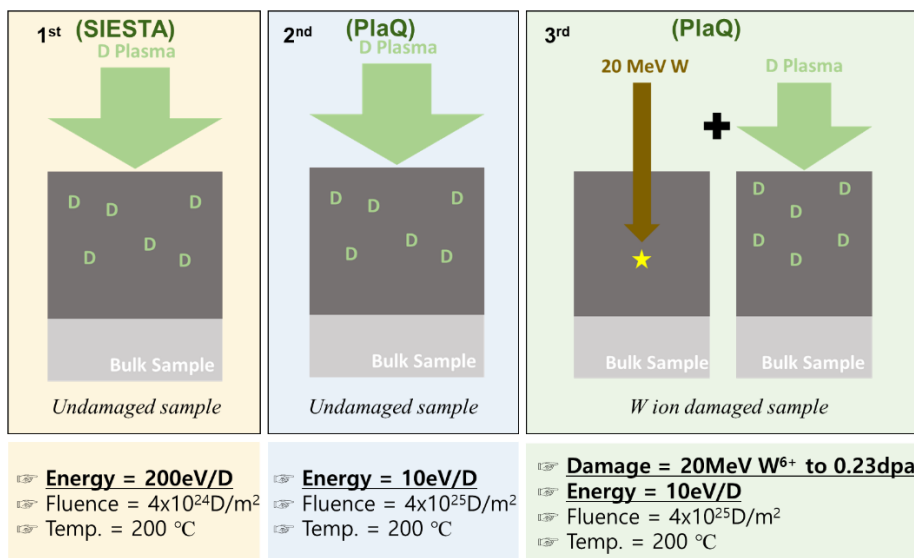 1st (SIESTA)
D Plasma
D D D
D D D
Bulk Sample
Undamaged sample
☞ Energy = 200eV/D
☞ Fluence = 4x10²⁴D/m²
☞ Temp. = 200 ℃
2nd (PlaQ)
D Plasma
D D D
D D D
Bulk Sample
Undamaged sample
☞ Energy = 10eV/D
☞ Fluence = 4x10²⁵D/m²
☞ Temp. = 200 ℃
3rd (PlaQ)
20 MeV W + D Plasma
D D
D
D D
D
Bulk Sample Bulk Sample
W ion damaged sample
☞ Damage = 20MeV W⁶⁺ to 0.23dpa
☞ Energy = 10eV/D
☞ Fluence = 4x10²⁵D/m²
☞ Temp. = 200 ℃